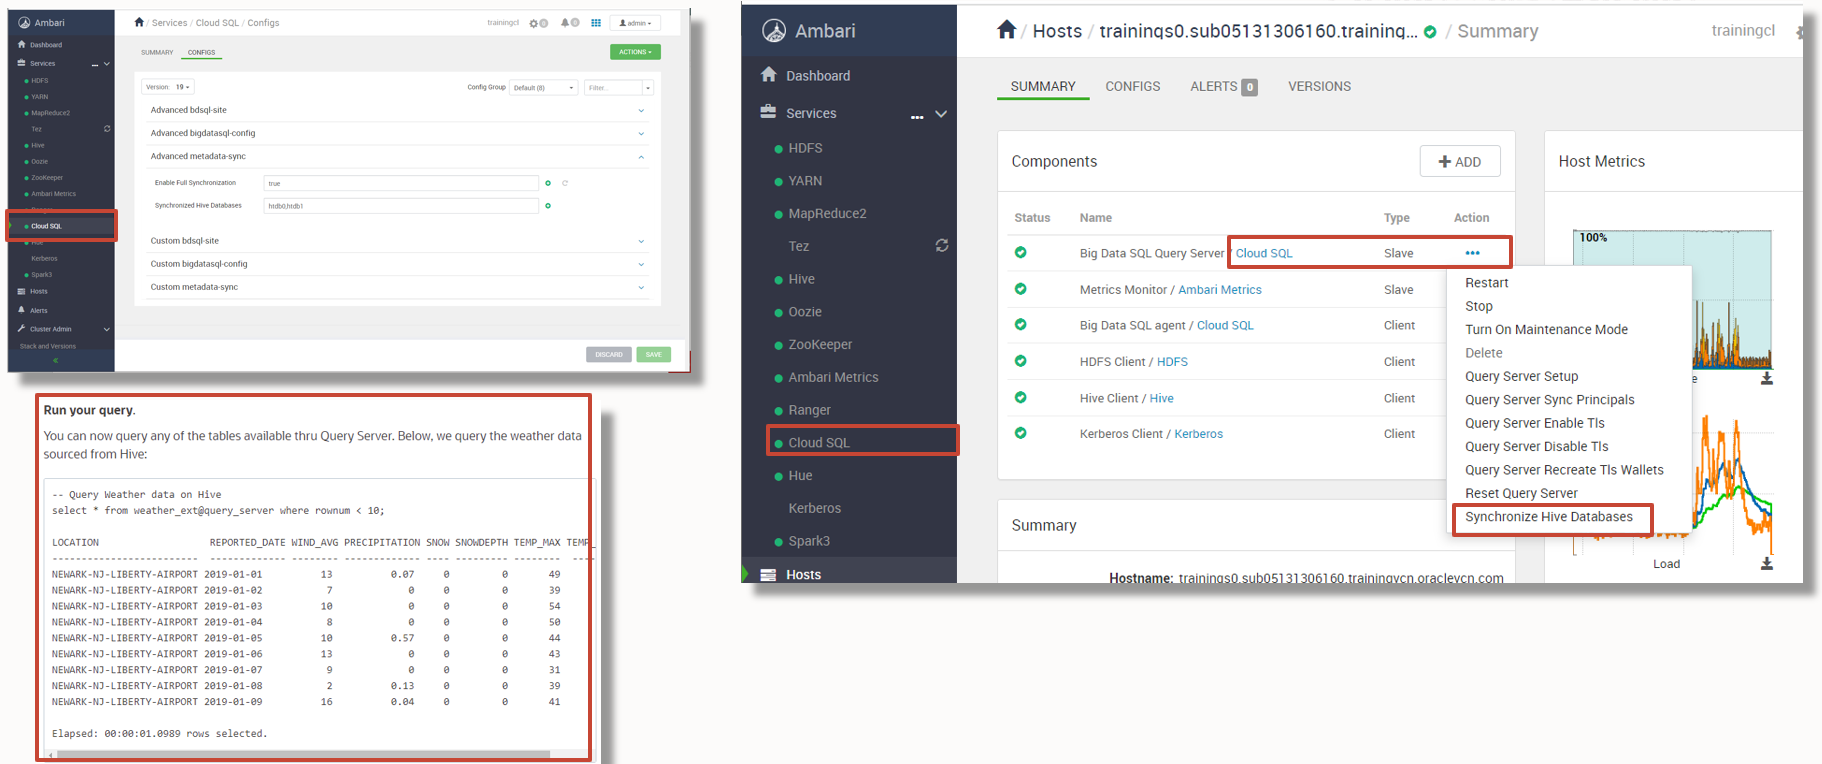 Ambari
/ Services / Cloud SQL / Configs
trainingcl
0
0
admin
Dashboard
Services
HDFS
YARN
MapReduce2
Tez
Hive
Oozie
ZooKeeper
Ambari Metrics
Ranger
Cloud SQL
Hue
Kerberos
Spark3
Hosts
Alerts
Cluster Admin
Stack and Versions
SUMMARY
CONFIGS
ACTIONS
Version: 19
Config Group
Default (8)
Filter...
Advanced bdsql-site
Advanced bigdatasql-config
Advanced metadata-sync
Enable Full Synchronization
true
Synchronized Hive Databases
htdb0,htdb1
Custom bdsql-site
Custom bigdatasql-config
Custom metadata-sync
DISCARD
SAVE
Run your query.
You can now query any of the tables available thru Query Server. Below, we query the weather data
sourced from Hive:
-- Query Weather data on Hive
select * from weather_ext@query_server where rownum < 10;
LOCATION REPORTED_DATE WIND_AVG PRECIPITATION SNOW SNOWDEPTH TEMP_MAX TEMP_
------------------------- ------------- -------- ------------- ---- --------- -------- ----
NEWARK-NJ-LIBERTY-AIRPORT 2019-01-01 13 0.07 0 0 49
NEWARK-NJ-LIBERTY-AIRPORT 2019-01-02 7 0 0 0 39
NEWARK-NJ-LIBERTY-AIRPORT 2019-01-03 10 0 0 0 54
NEWARK-NJ-LIBERTY-AIRPORT 2019-01-04 8 0 0 0 50
NEWARK-NJ-LIBERTY-AIRPORT 2019-01-05 10 0.57 0 0 44
NEWARK-NJ-LIBERTY-AIRPORT 2019-01-06 13 0 0 0 43
NEWARK-NJ-LIBERTY-AIRPORT 2019-01-07 9 0 0 0 31
NEWARK-NJ-LIBERTY-AIRPORT 2019-01-08 2 0.13 0 0 39
NEWARK-NJ-LIBERTY-AIRPORT 2019-01-09 16 0.04 0 0 41
Elapsed: 00:00:01.0989 rows selected.
Ambari
/ Hosts / trainings0.sub05131306160.training... / Summary
trainingcl
Dashboard
Services
HDFS
YARN
MapReduce2
Tez
Hive
Oozie
ZooKeeper
Ambari Metrics
Ranger
Cloud SQL
Hue
Kerberos
Spark3
Hosts
SUMMARY
CONFIGS
ALERTS 0
VERSIONS
Components
+ ADD
Status Name Type Action
Big Data SQL Query Server / Cloud SQL Slave
Metrics Monitor / Ambari Metrics Slave
Big Data SQL agent / Cloud SQL Client
HDFS Client / HDFS Client
Hive Client / Hive Client
Kerberos Client / Kerberos Client
Restart
Stop
Turn On Maintenance Mode
Delete
Query Server Setup
Query Server Sync Principals
Query Server Enable Tls
Query Server Disable Tls
Query Server Recreate Tls Wallets
Reset Query Server
Synchronize Hive Databases
Summary
Hostname: trainings0.sub05131306160.trainingvcn.oraclevcn.com
Host Metrics
100%
e
Load